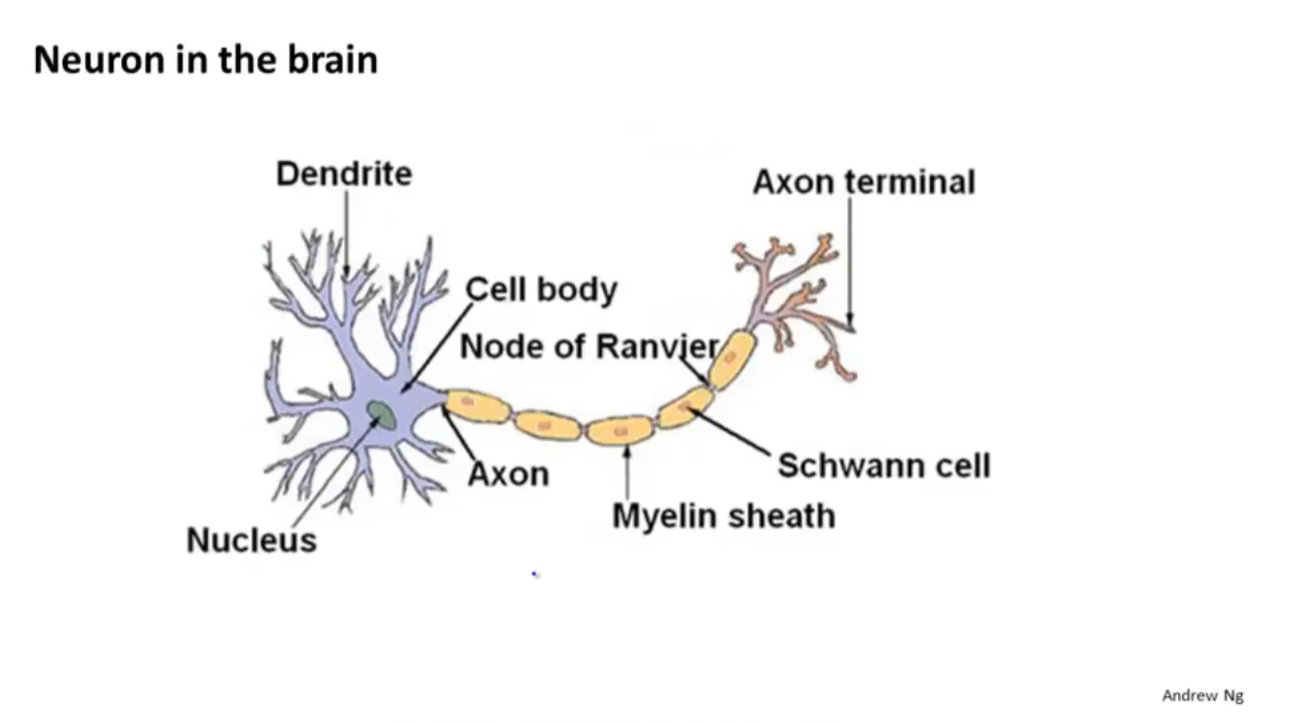 Neuron in the brain
Dendrite
Axon terminal
Cell body
Node of Ranvier
Schwann cell
Axon
Myelin sheath
Nucleus
Andrew Ng